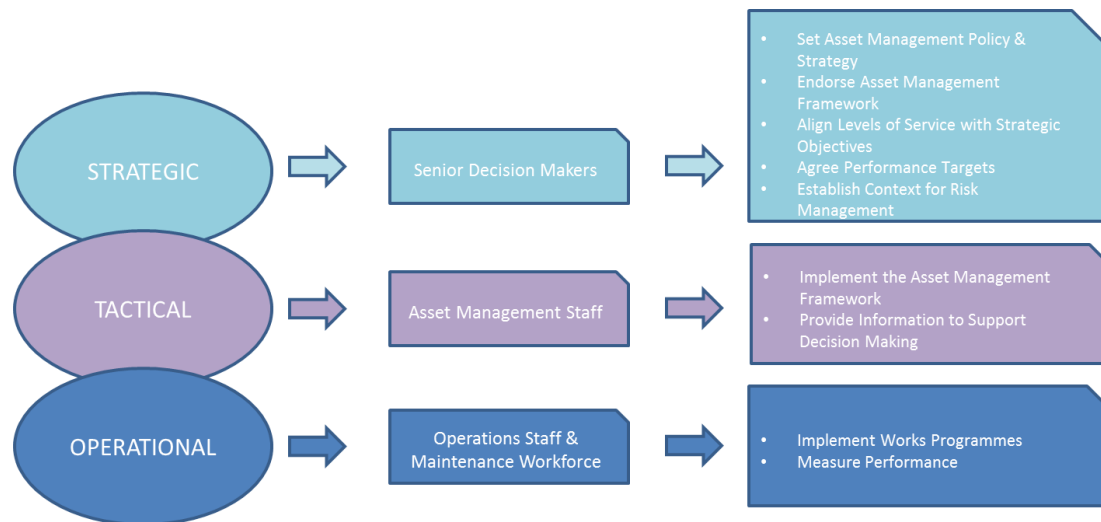 STRATEGIC
Senior Decision Makers
• Set Asset Management Policy &
Strategy
• Endorse Asset Management
Framework
• Align Levels of Service with Strategic
Objectives
• Agree Performance Targets
• Establish Context for Risk
Management
TACTICAL
Asset Management Staff
• Implement the Asset Management
Framework
• Provide Information to Support
Decision Making
OPERATIONAL
Operations Staff &
Maintenance Workforce
• Implement Works Programmes
• Measure Performance